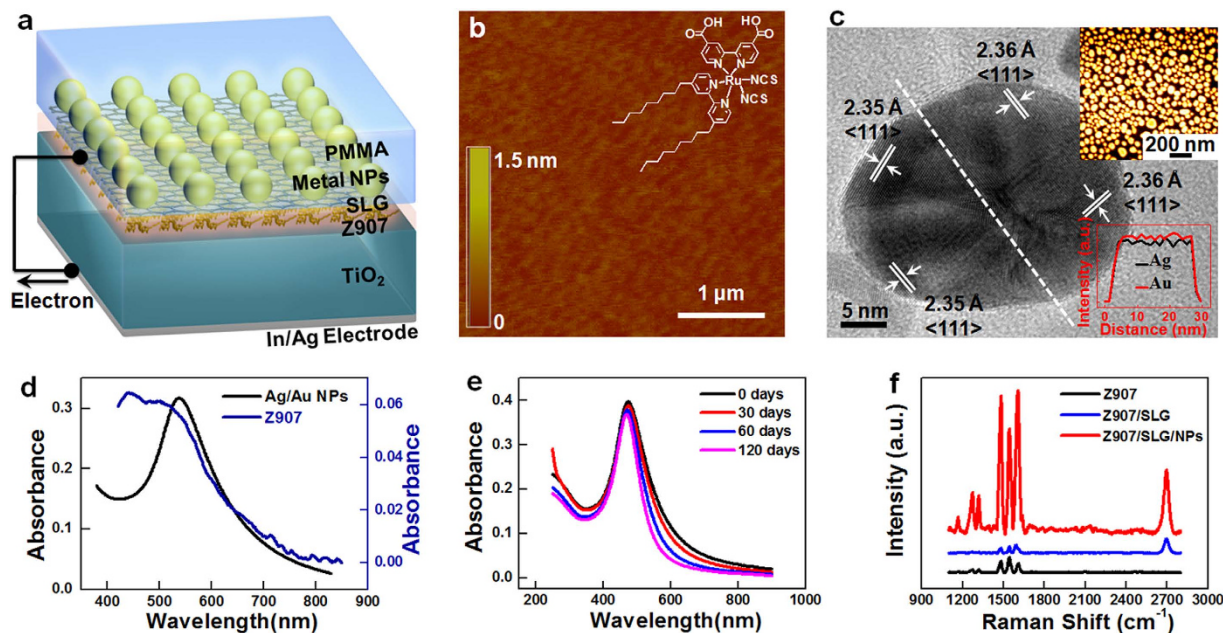 a
PMMA
Metal NPs
SLG
Z907
TiO2
Electron
In/Ag Electrode
b
1.5 nm
0
O
OH
HO
O
N
N
N
N
Ru
NCS
NCS
1 μm
c
2.36 Å
<111>
2.35 Å
<111>
2.36 Å
<111>
2.35 Å
<111>
5 nm
200 nm
Intensity (a.u.)
Ag
Au
0 10 20 30
Distance (nm)
d
Ag/Au NPs
Z907
Absorbance
0.3
0.2
0.1
0.0
0.06
0.04
0.02
0.00
Absorbance
400 500 600 700 800 900
Wavelength(nm)
e
0 days
30 days
60 days
120 days
Absorbance
0.4
0.3
0.2
0.1
0.0
200 400 600 800 1000
Wavelength(nm)
f
Z907
Z907/SLG
Z907/SLG/NPs
Intensity (a.u.)
900 1200 1500 1800 2100 2400 2700 3000
Raman Shift (cm-1)